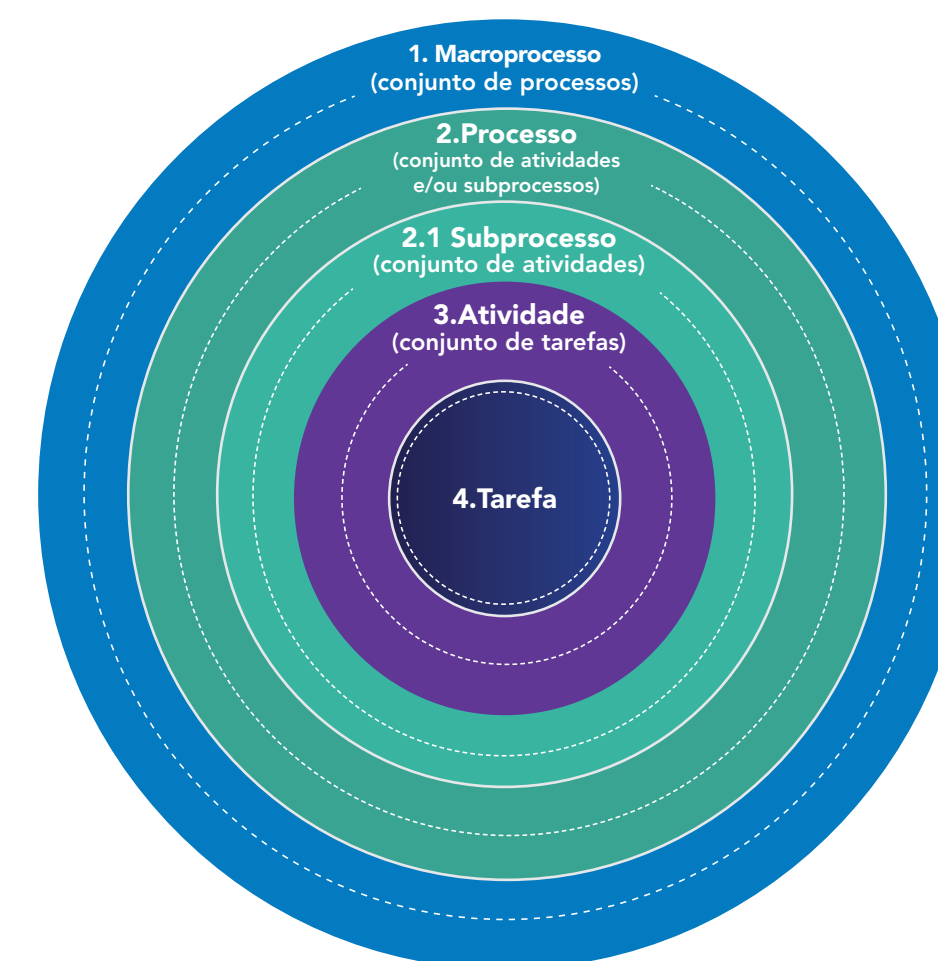 1. Macroprocesso
(conjunto de processos)
2.Processo
(conjunto de atividades
e/ou subprocessos)
2.1 Subprocesso
(conjunto de atividades)
3.Atividade
(conjunto de tarefas)
4.Tarefa